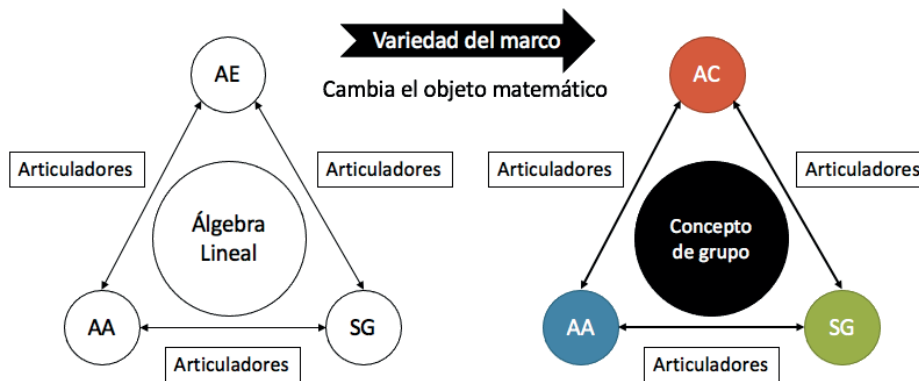 Variedad del marco
Cambia el objeto matemático
AE
Articuladores
Articuladores
Álgebra
Lineal
AA
SG
Articuladores
AC
Articuladores
Articuladores
Concepto
de grupo
AA
SG
Articuladores